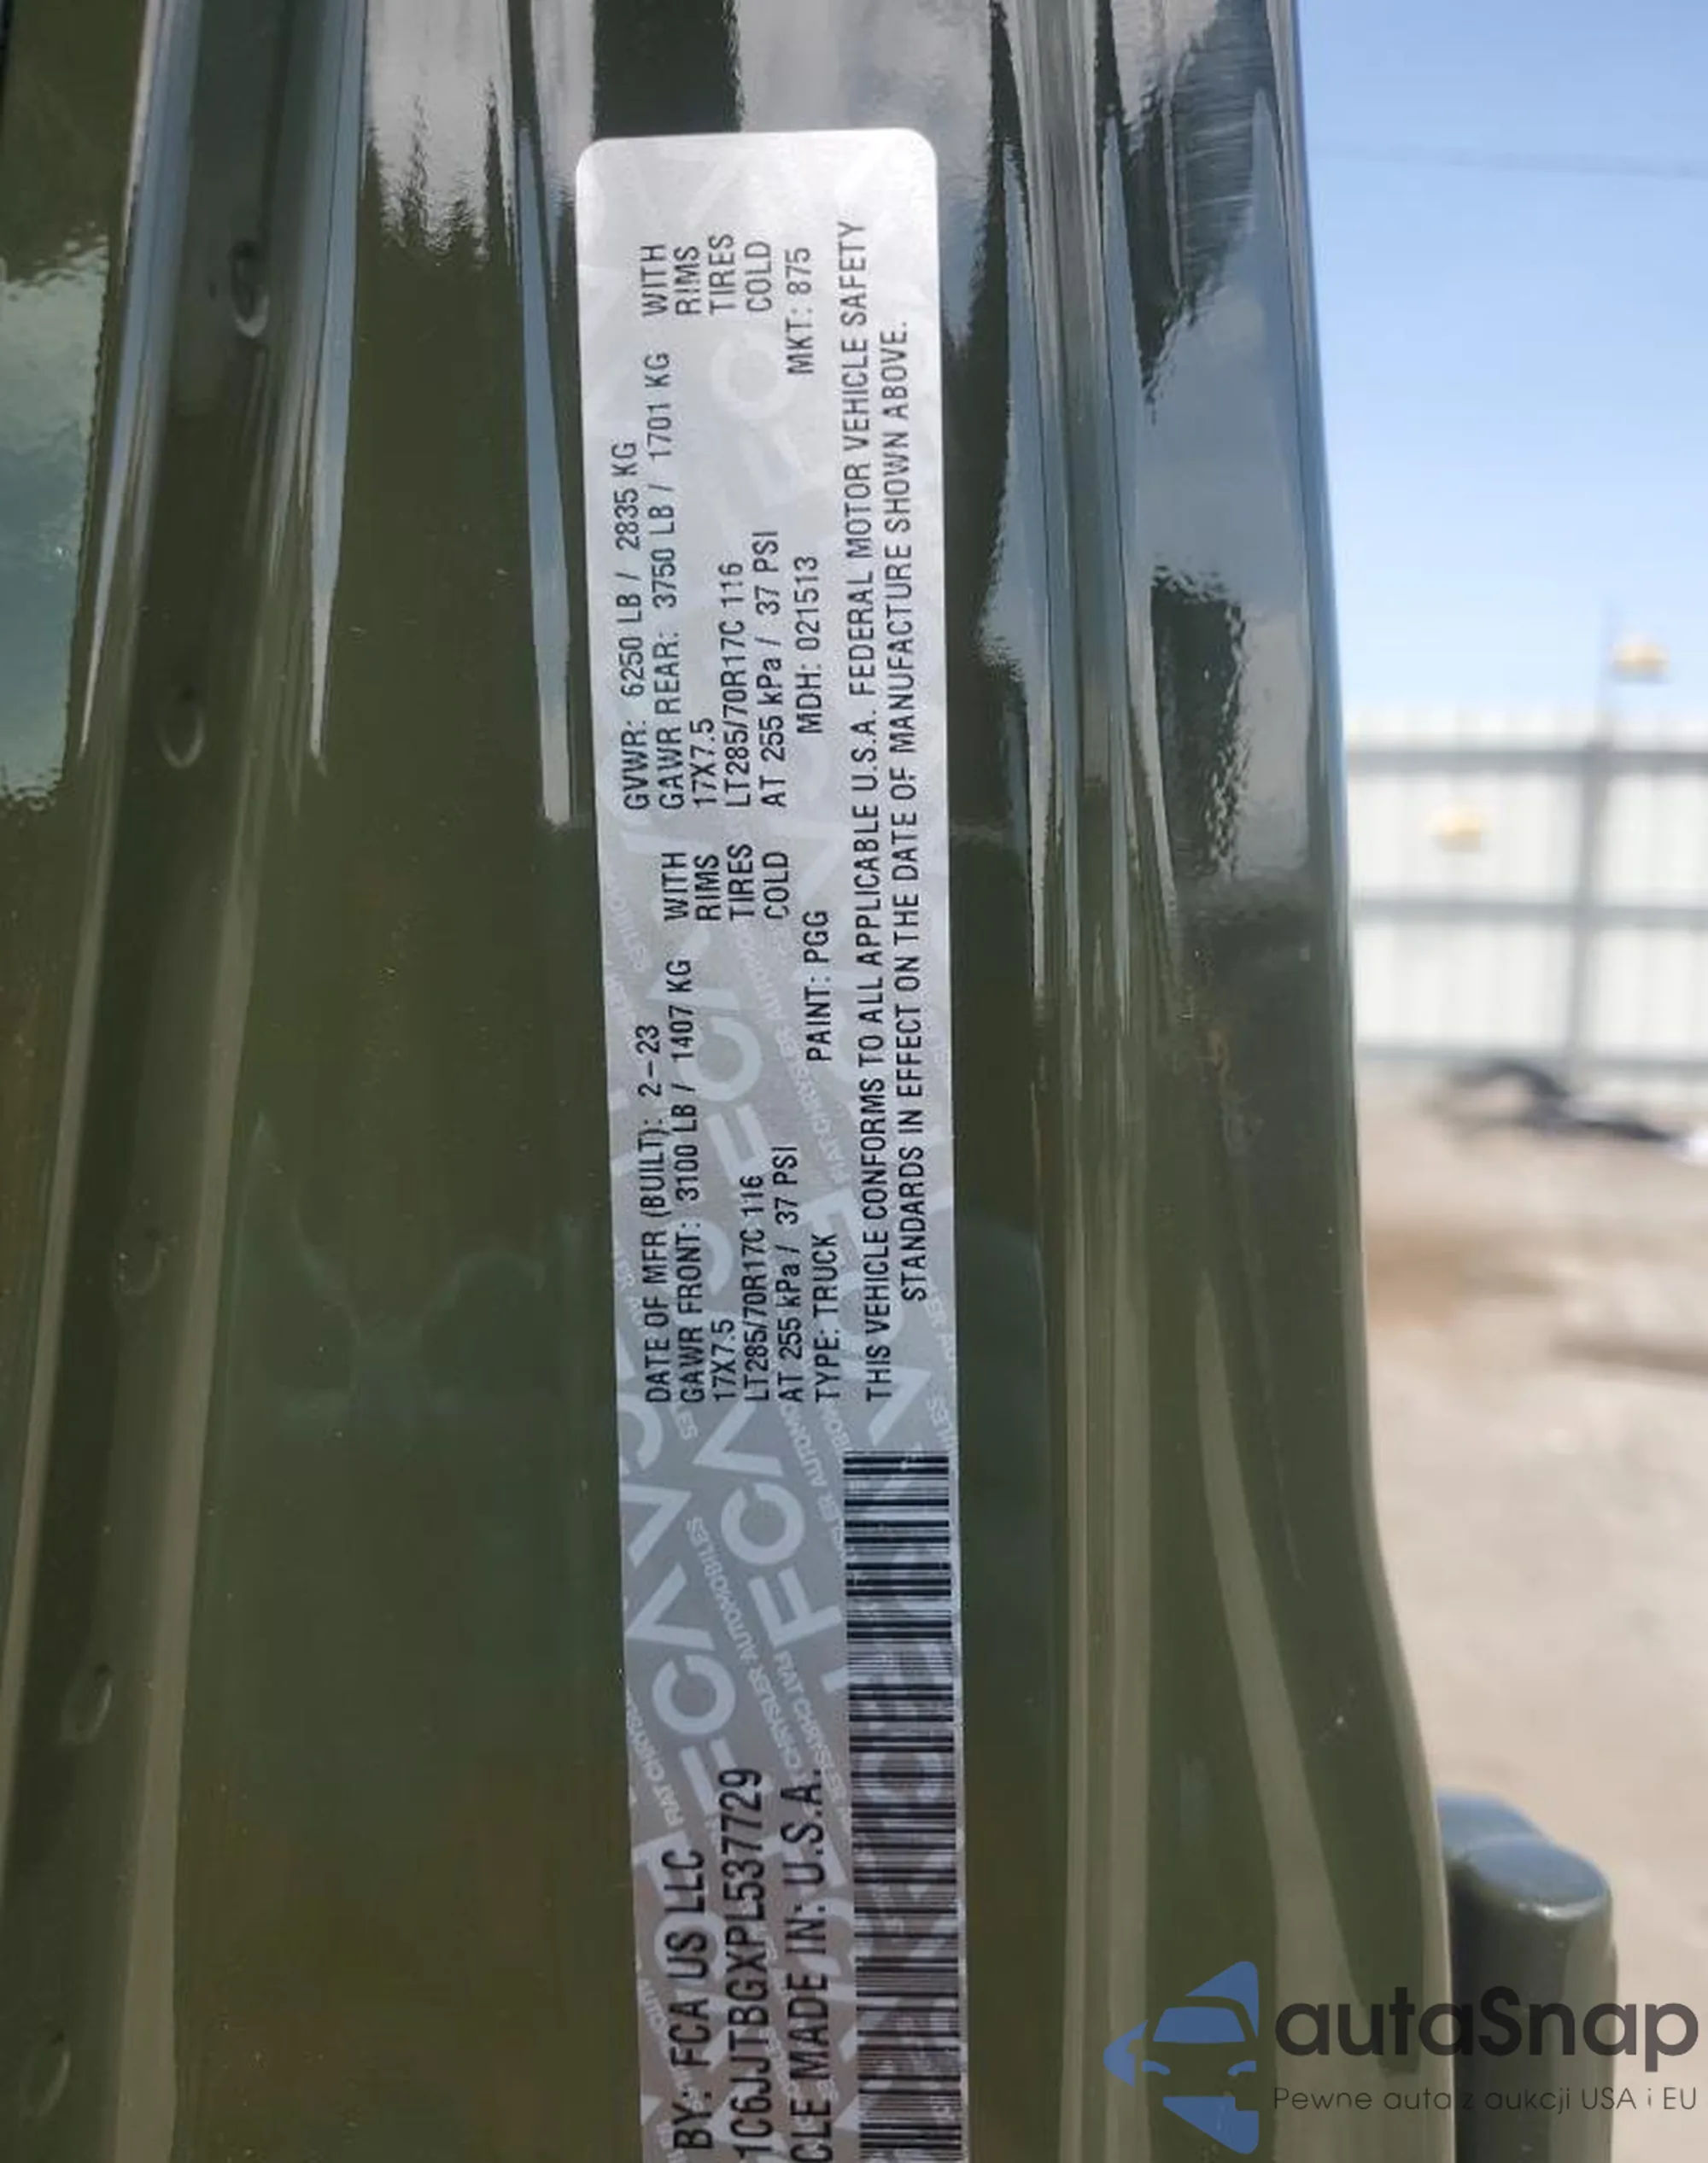 BY: FCA US LLC
1C6JJTBGXPL537729
CLE MADE IN: U.S.A.
DATE OF MFR (BUILT): 2-23 GVWR: 6250 LB / 2835 KG
GAWR FRONT: 3100 LB / 1407 KG WITH GAWR REAR: 3750 LB / 1701 KG WITH
17X7.5 RIMS 17X7.5 RIMS
LT285/70R17C 116 TIRES LT285/70R17C 116 TIRES
AT 255 kPa / 37 PSI COLD AT 255 kPa / 37 PSI COLD
TYPE: TRUCK PAINT: PGG MDH: 021513 MKT: 875
THIS VEHICLE CONFORMS TO ALL APPLICABLE U.S.A. FEDERAL MOTOR VEHICLE SAFETY
STANDARDS IN EFFECT ON THE DATE OF MANUFACTURE SHOWN ABOVE.
autaSnap
Pewne auta z aukcji USA i EU